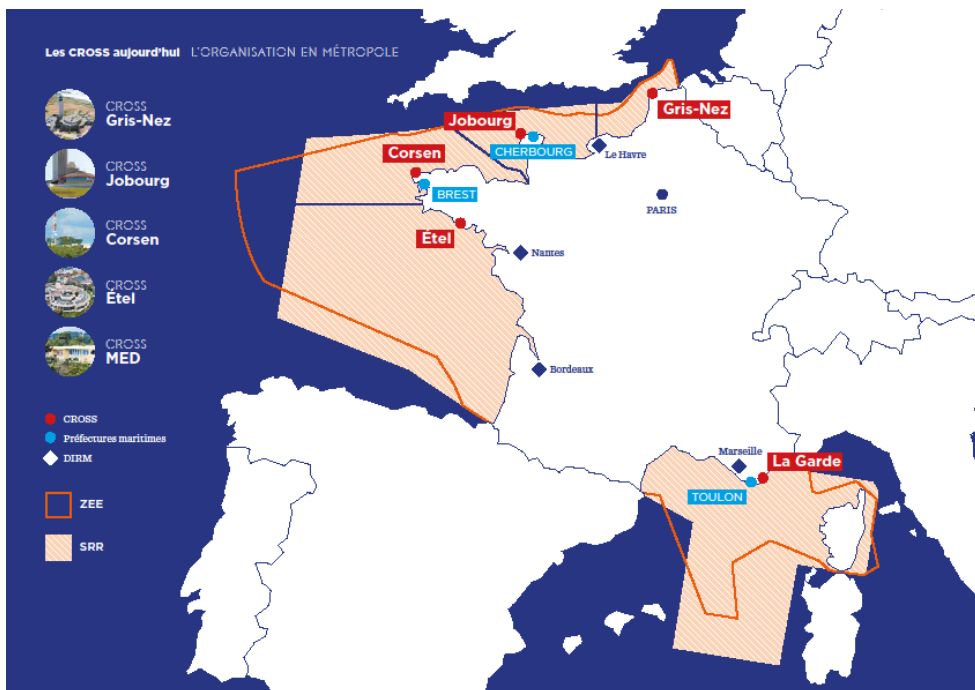 Les CROSS aujourd'hui L'ORGANISATION EN MÉTROPOLE
CROSS
Gris-Nez
CROSS
Jobourg
CROSS
Corsen
CROSS
Étel
CROSS
MED
CROSS
Préfectures maritimes
DIRM
ZEE
SRR
Gris-Nez
Jobourg
CHERBOURG
Le Havre
Corsen
BREST
PARIS
Étel
Nantes
Bordeaux
Marseille
La Garde
TOULON